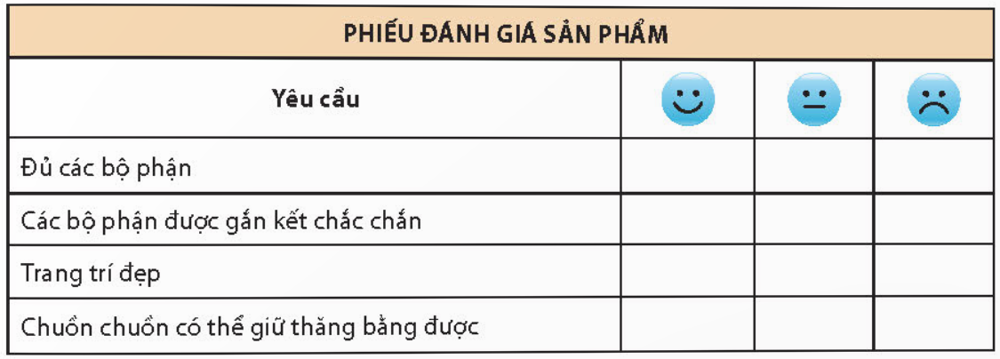 PHIẾU ĐÁNH GIÁ SẢN PHẨM
Yêu cẩu
Đủ các bộ phận
Các bộ phận được gắn kết chắc chắn
Trang trí đẹp
Chuồn chuồn có thể giữ thăng bằng được